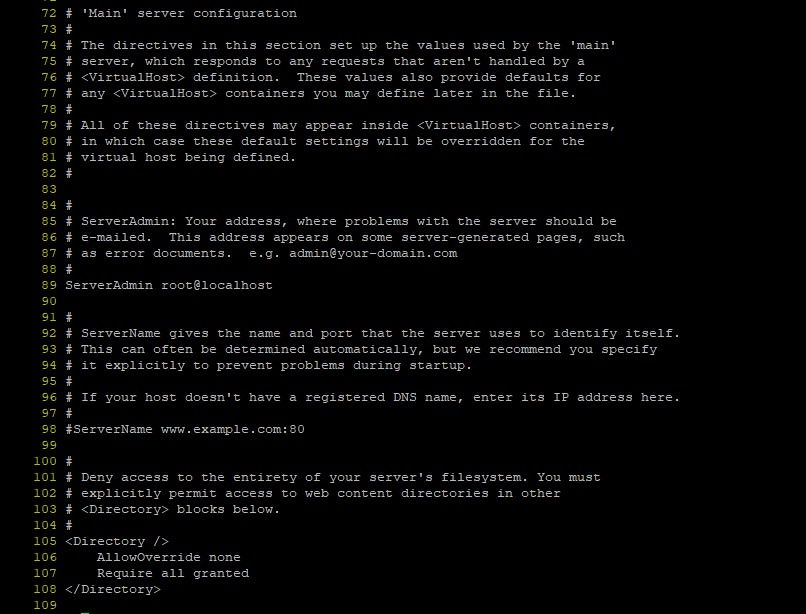 72 # 'Main' server configuration
73 #
74 # The directives in this section set up the values used by the 'main'
75 # server, which responds to any requests that aren't handled by a
76 # <VirtualHost> definition.  These values also provide defaults for
77 # any <VirtualHost> containers you may define later in the file.
78 #
79 # All of these directives may appear inside <VirtualHost> containers,
80 # in which case these default settings will be overridden for the
81 # virtual host being defined.
82 #
83
84 #
85 # ServerAdmin: Your address, where problems with the server should be
86 # e-mailed.  This address appears on some server-generated pages, such
87 # as error documents.  e.g. admin@your-domain.com
88 #
89 ServerAdmin root@localhost
90
91 #
92 # ServerName gives the name and port that the server uses to identify itself.
93 # This can often be determined automatically, but we recommend you specify
94 # it explicitly to prevent problems during startup.
95 #
96 # If your host doesn't have a registered DNS name, enter its IP address here.
97 #
98 #ServerName www.example.com:80
99
100 #
101 # Deny access to the entirety of your server's filesystem. You must
102 # explicitly permit access to web content directories in other
103 # <Directory> blocks below.
104 #
105 <Directory />
106     AllowOverride none
107     Require all granted
108 </Directory>
109